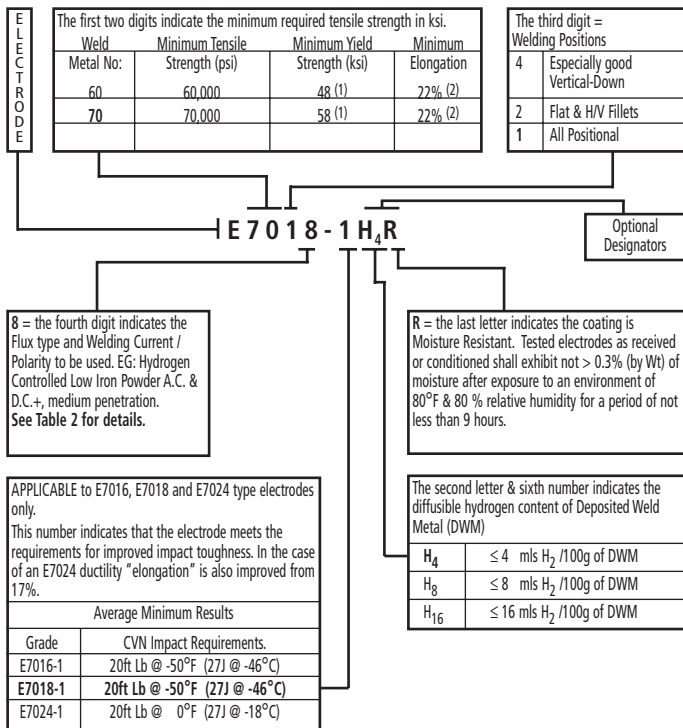 ELECTRODE
The first two digits indicate the minimum required tensile strength in ksi.
Weld Minimum Tensile Minimum Yield Minimum
Metal No: Strength (psi) Strength (ksi) Elongation
60 60,000 48 (1) 22% (2)
70 70,000 58 (1) 22% (2)
The third digit =
Welding Positions
4 Especially good
Vertical-Down
2 Flat & H/V Fillets
1 All Positional
E 7 0 1 8 - 1 H4 R
Optional
Designators
8 = the fourth digit indicates the
Flux type and Welding Current /
Polarity to be used. EG: Hydrogen
Controlled Low Iron Powder A.C. &
D.C.+, medium penetration.
See Table 2 for details.
R = the last letter indicates the coating is
Moisture Resistant. Tested electrodes as received
or conditioned shall exhibit not > 0.3% (by Wt) of
moisture after exposure to an environment of
80°F & 80 % relative humidity for a period of not
less than 9 hours.
APPLICABLE to E7016, E7018 and E7024 type electrodes
only.
This number indicates that the electrode meets the
requirements for improved impact toughness. In the case
of an E7024 ductility "elongation" is also improved from
17%.
Average Minimum Results
Grade CVN Impact Requirements.
E7016-1 20ft Lb @ -50°F (27J @ -46°C)
E7018-1 20ft Lb @ -50°F (27J @ -46°C)
E7024-1 20ft Lb @ 0°F (27J @ -18°C)
The second letter & sixth number indicates the
diffusible hydrogen content of Deposited Weld
Metal (DWM)
H4 ≤ 4 mls H2 /100g of DWM
H8 ≤ 8 mls H2 /100g of DWM
H16 ≤ 16 mls H2 /100g of DWM